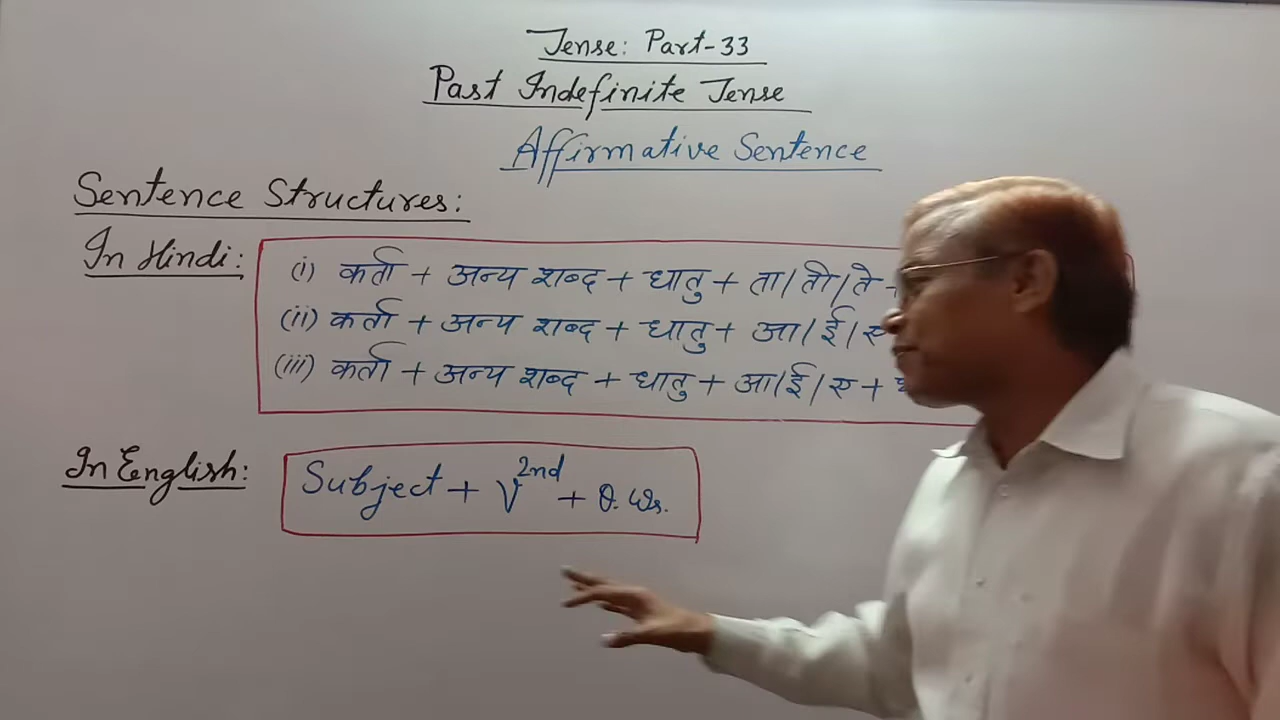 Tense: Part-33
Past Indefinite Tense
Affirmative Sentence
Sentence Structures:
In Hindi:
(i) कर्ता + अन्य शब्द + धातु + ता/ती/ते
(ii) कर्ता + अन्य शब्द + धातु + आ/ई/ए
(iii) कर्ता + अन्य शब्द + धातु + आ/ई/ए +
In English:
Subject + V2nd + O.Ws.